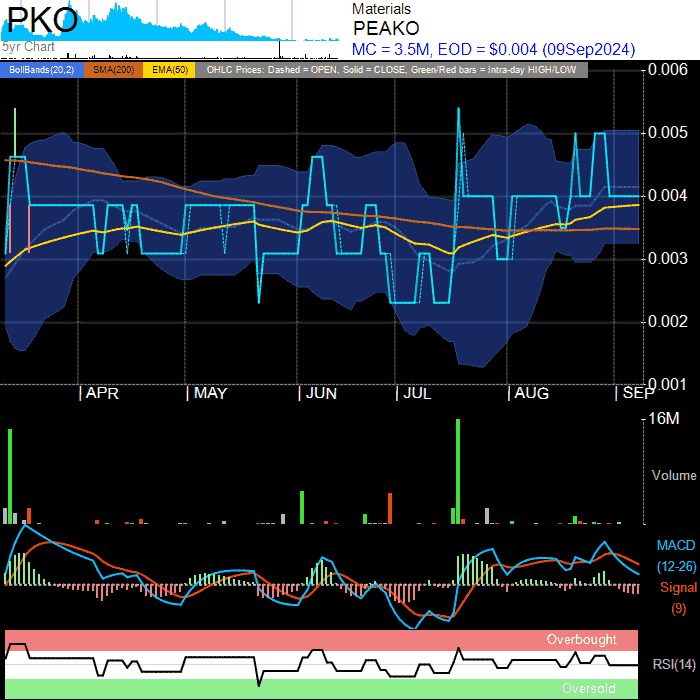 PKO
5yr Chart
Materials
PEAKO
MC = 3.5M, EOD = $0.004 (09Sep2024)
BollBands(20,2) SMA(200) EMA(50) OHLC Prices: Dashed = OPEN, Solid = CLOSE, Green/Red bars = Intra-day HIGH/LOW
0.006
0.005
0.004
0.003
0.002
0.001
APR MAY JUN JUL AUG SEP
16M
Volume
MACD
(12-26)
Signal
(9)
Overbought
RSI(14)
Oversold